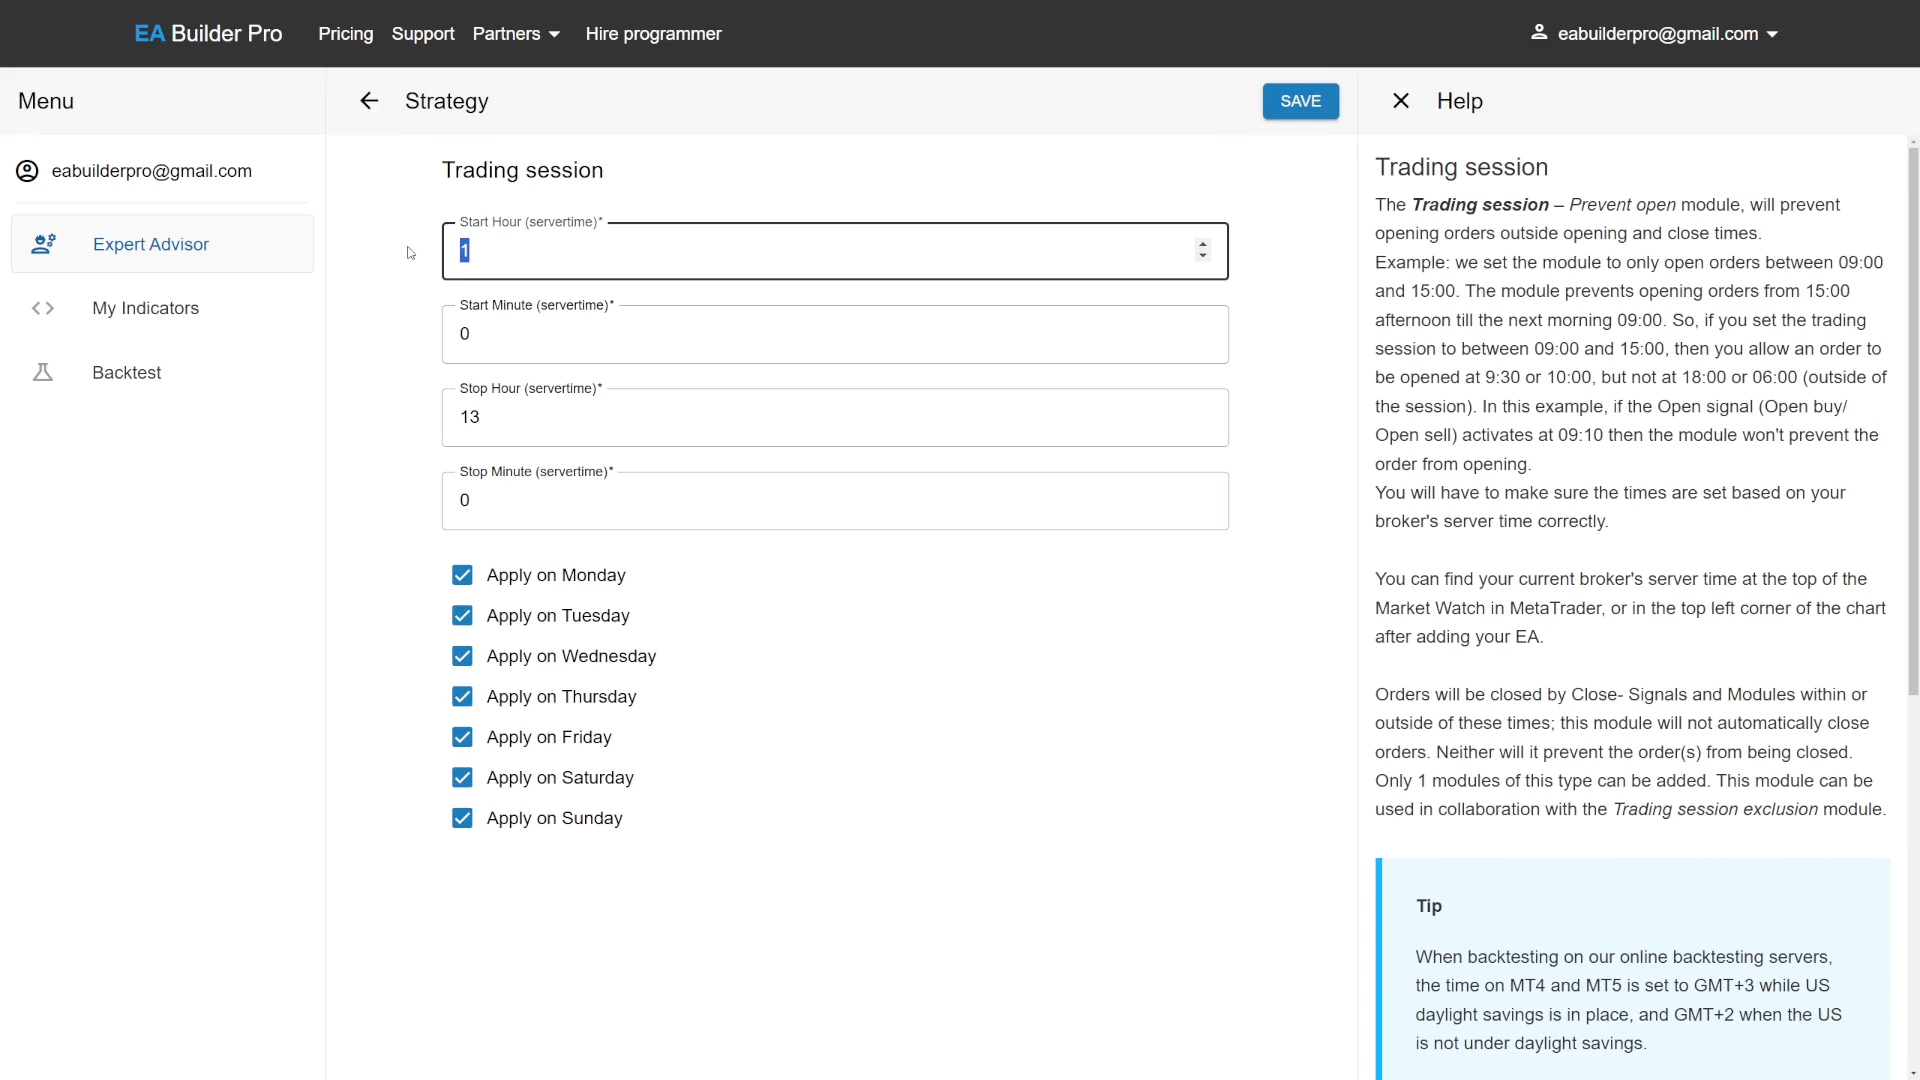 EA Builder Pro
Pricing
Support
Partners
Hire programmer
eabuilderpro@gmail.com
Menu
Strategy
SAVE
Help
eabuilderpro@gmail.com
Expert Advisor
My Indicators
Backtest
Trading session
Start Hour (servertime)*
1
Start Minute (servertime)*
0
Stop Hour (servertime)*
13
Stop Minute (servertime)*
0
Apply on Monday
Apply on Tuesday
Apply on Wednesday
Apply on Thursday
Apply on Friday
Apply on Saturday
Apply on Sunday
Trading session
The Trading session – Prevent open module, will prevent
opening orders outside opening and close times.
Example: we set the module to only open orders between 09:00
and 15:00. The module prevents opening orders from 15:00
afternoon till the next morning 09:00. So, if you set the trading
session to between 09:00 and 15:00, then you allow an order to
be opened at 9:30 or 10:00, but not at 18:00 or 06:00 (outside of
the session). In this example, if the Open signal (Open buy/
Open sell) activates at 09:10 then the module won't prevent the
order from opening.
You will have to make sure the times are set based on your
broker's server time correctly.
You can find your current broker's server time at the top of the
Market Watch in MetaTrader, or in the top left corner of the chart
after adding your EA.
Orders will be closed by Close- Signals and Modules within or
outside of these times; this module will not automatically close
orders. Neither will it prevent the order(s) from being closed.
Only 1 modules of this type can be added. This module can be
used in collaboration with the Trading session exclusion module.
Tip
When backtesting on our online backtesting servers,
the time on MT4 and MT5 is set to GMT+3 while US
daylight savings is in place, and GMT+2 when the US
is not under daylight savings.